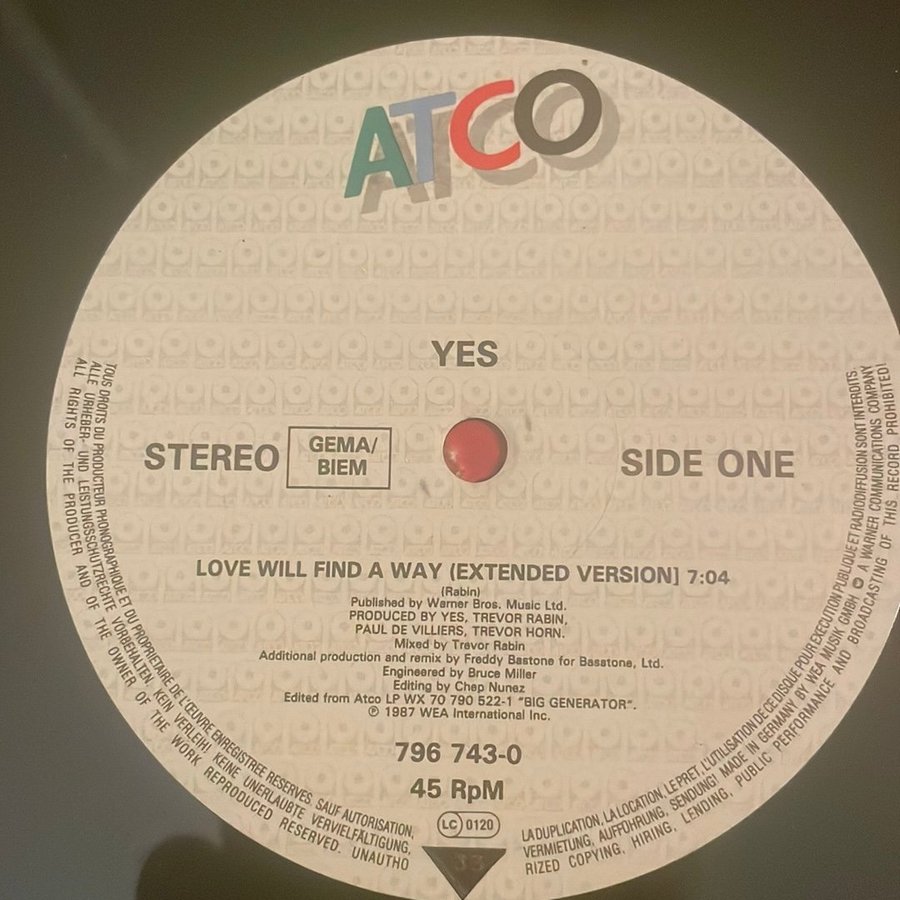 ATCO
YES
STEREO
GEMA/
BIEM
SIDE ONE
LOVE WILL FIND A WAY (EXTENDED VERSION] 7:04
(Rabin)
Published by Warner Bros. Music Ltd.
PRODUCED BY YES, TREVOR RABIN,
PAUL DE VILLIERS, TREVOR HORN.
Mixed by Trevor Rabin
Additional production and remix by Freddy Bastone for Basstone, Ltd.
Engineered by Bruce Miller
Editing by Chep Nunez
Edited from Atco LP WX 70 790 522-1 "BIG GENERATOR".
℗ 1987 WEA International Inc.
796 743-0
45 RpM
LC 0120
33
TOUS DROITS DU PRODUCTEUR PHONOGRAPHIQUE ET DU PROPRIETAIRE DE L'ŒUVRE ENREGISTREE RESERVES. SAUF AUTORISATION,
LA DUPLICATION, LA LOCATION, LE PRET, L'UTILISATION DE CE DISQUE POUR EXECUTION PUBLIQUE ET RADIODIFFUSION SONT INTERDITS.
ALLE URHEBER- UND LEISTUNGSSCHUTZRECHTE VORBEHALTEN. KEIN VERLEIH! KEINE UNERLAUBTE VERVIELFÄLTIGUNG,
VERMIETUNG, AUFFÜHRUNG, SENDUNG! MADE IN GERMANY BY WEA MUSIK GMBH A WARNER COMMUNICATIONS COMPANY
ALL RIGHTS OF THE PRODUCER AND OF THE OWNER OF THE WORK REPRODUCED RESERVED. UNAUTHO
RIZED COPYING, HIRING, LENDING, PUBLIC PERFORMANCE AND BROADCASTING OF THIS RECORD PROHIBITED!